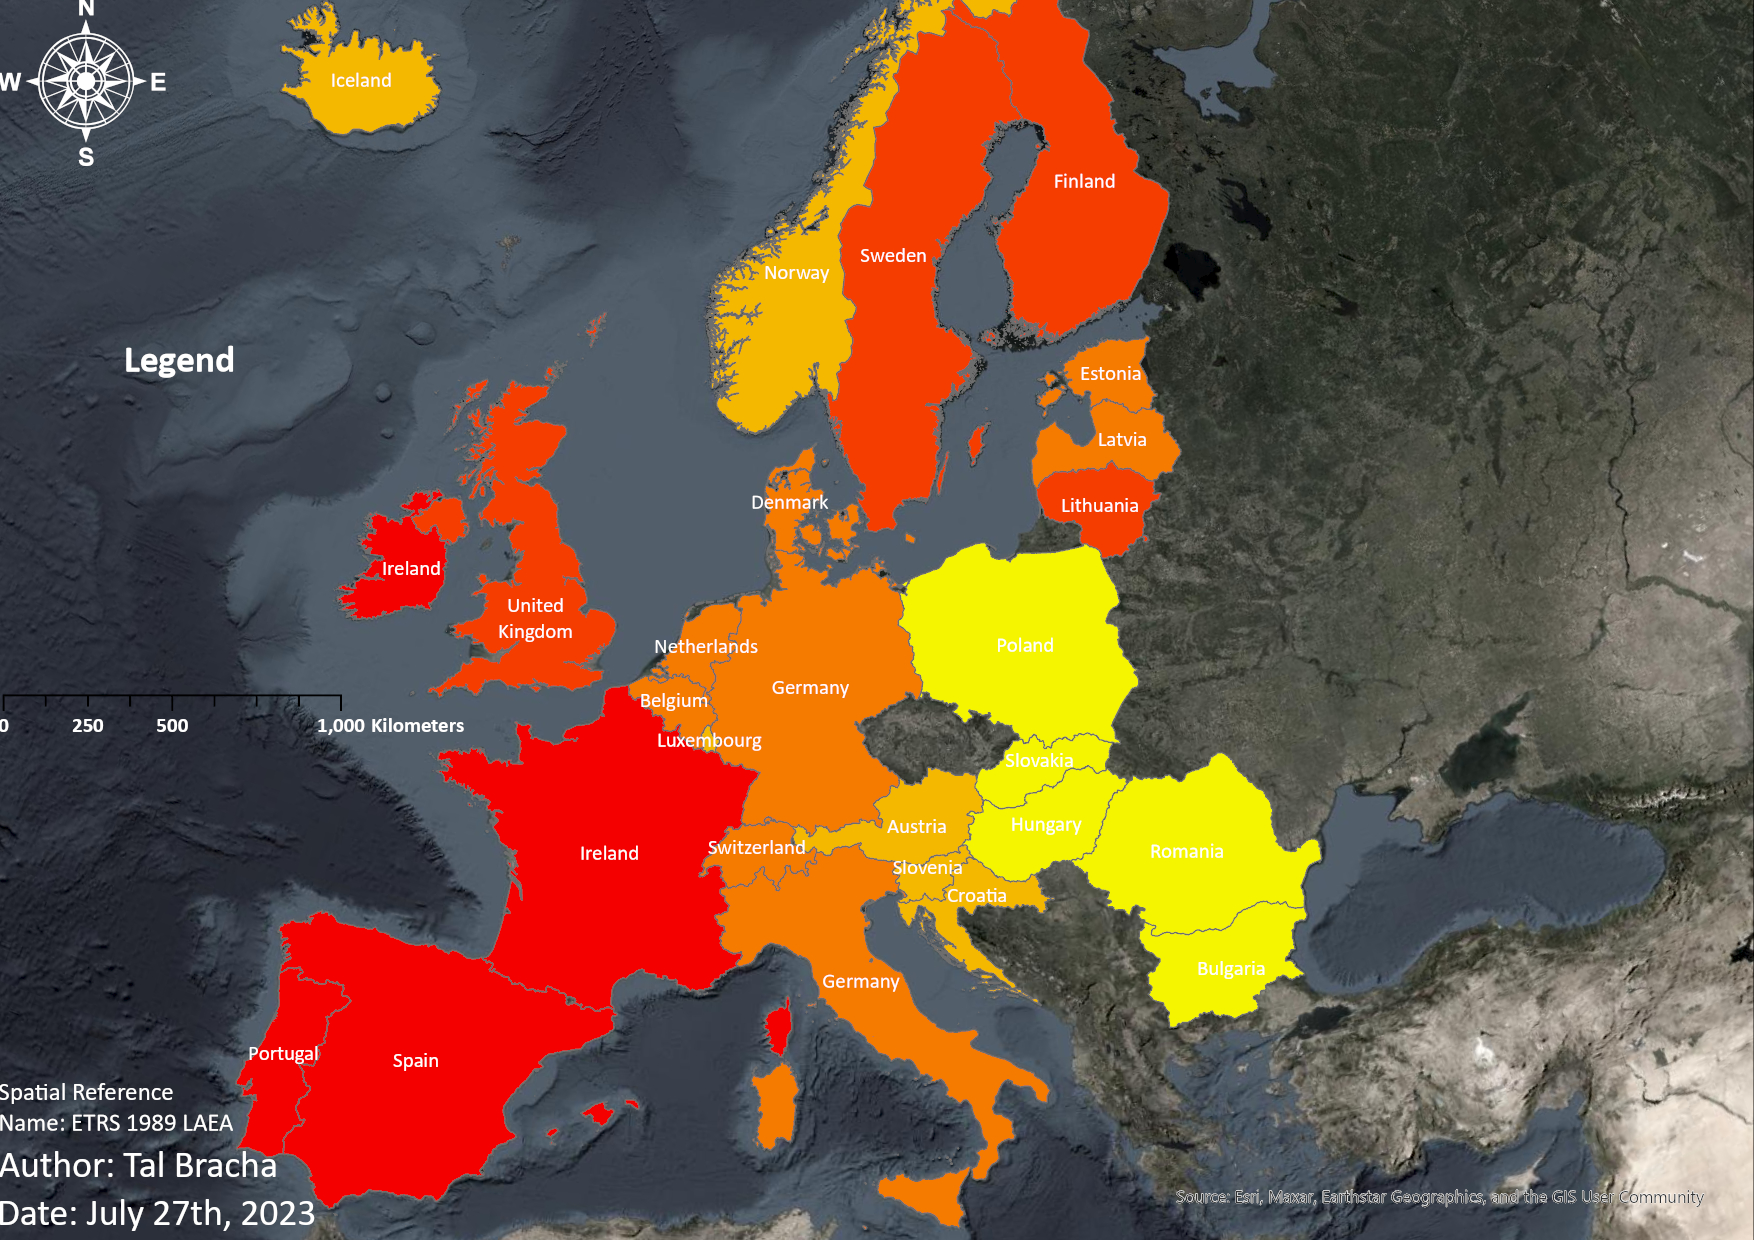 N
W
E
S
Iceland
Finland
Sweden
Norway
Legend
Estonia
Latvia
Denmark
Lithuania
Ireland
United
Kingdom
Netherlands
Poland
Germany
Belgium
0 250 500 1,000 Kilometers
Luxembourg
Slovakia
Hungary
Austria
Switzerland
Ireland
Romania
Slovenia
Croatia
Bulgaria
Germany
Portugal
Spain
Spatial Reference
Name: ETRS 1989 LAEA
Author: Tal Bracha
Date: July 27th, 2023
Source: Esri, Maxar, Earthstar Geographics, and the GIS User Community